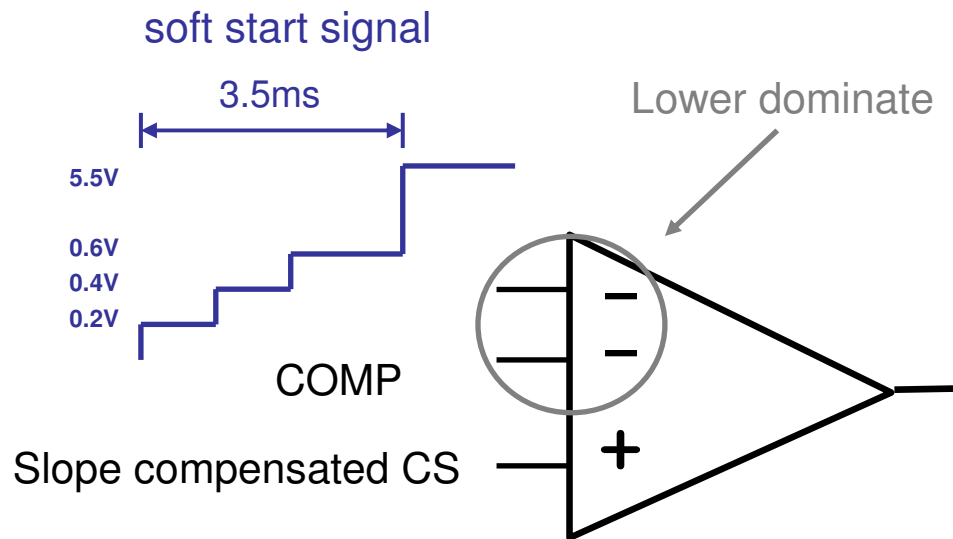 soft start signal
3.5ms
Lower dominate
5.5V
0.6V
0.4V
0.2V
COMP
Slope compensated CS